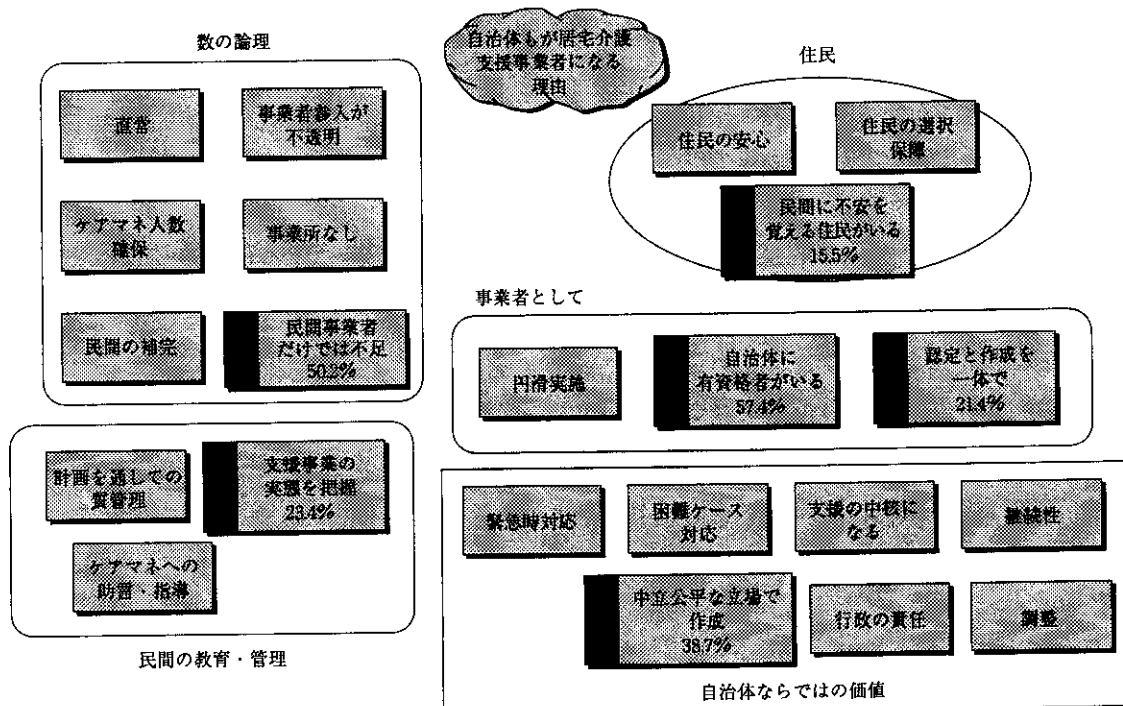 自治体もが居宅介護
支援事業者になる
理由
数の論理
直営
事業者参入が
不透明
ケアマネ人数
確保
事業所なし
民間の補完
民間事業者
だけでは不足
50.2%
住民
住民の安心
住民の選択
保障
民間に不安を
覚える住民がいる
15.5%
事業者として
円滑実施
自治体に
有資格者がいる
57.4%
認定と作成を
一体で
21.4%
計画を通しての
質管理
支援事業の
実態を把握
23.4%
ケアマネへの
助言・指導
民間の教育・管理
緊急時対応
困難ケース
対応
支援の中核に
なる
継続性
中立公平な立場で
作成
38.7%
行政の責任
調整
自治体ならではの価値